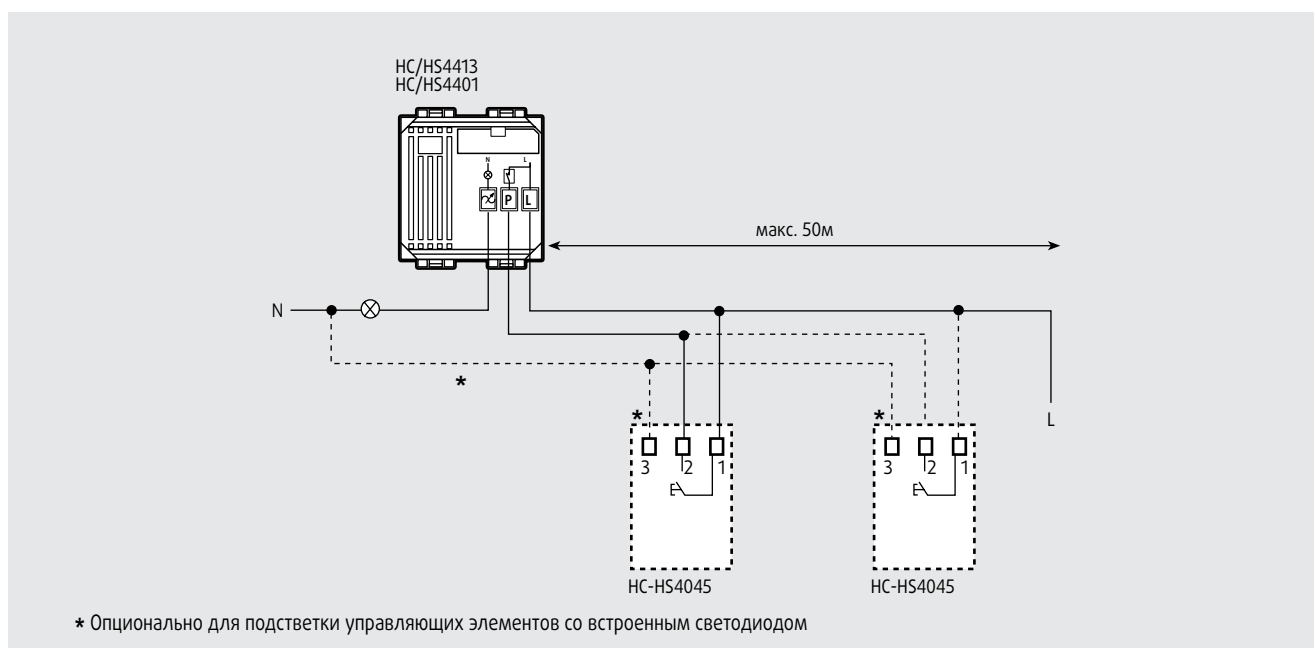 HC/HS4413
HC/HS4401
N L
P L
макс. 50м
N
*
L
* *
3 2 1 3 2 1
HC-HS4045 HC-HS4045
* Опционально для подстветки управляющих элементов со встроенным светодиодом